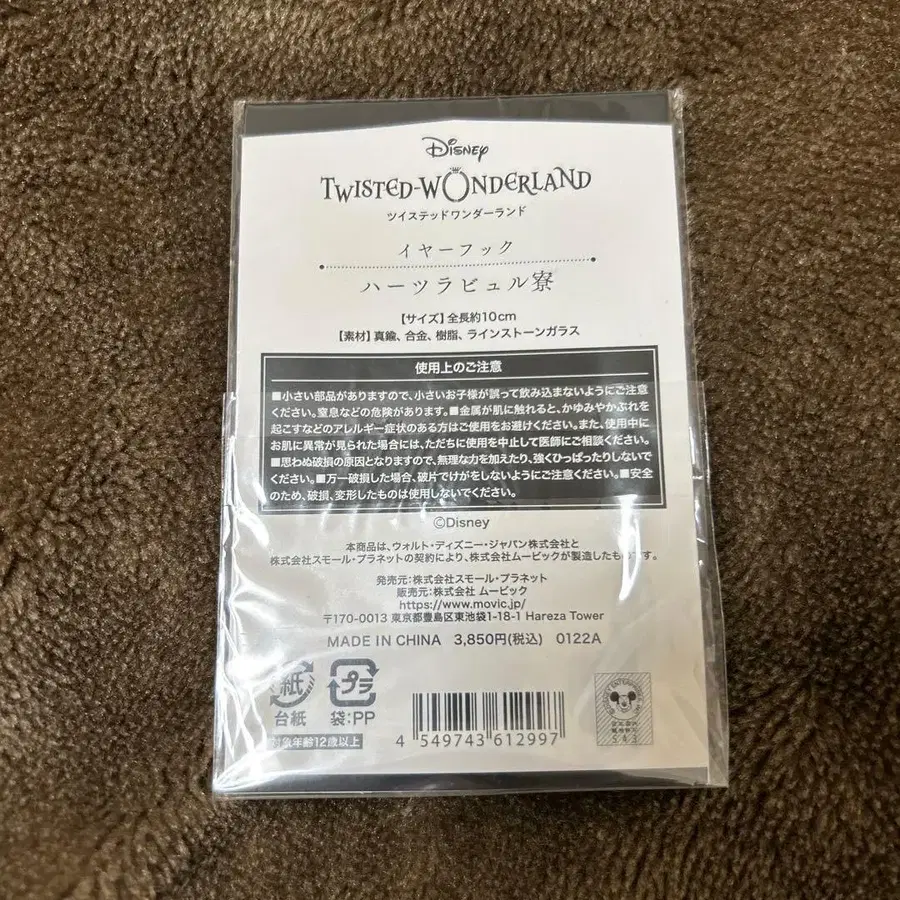 Disney
TWISTED-WONDERLAND
ツイステッドワンダーランド
イヤーフック
ハーツラビュル寮
【サイズ】全長約10cm
【素材】真鍮、合金、樹脂、ラインストーンガラス
使用上のご注意
■小さい部品がありますので、小さいお子様が誤って飲み込まないようにご注意
ください。窒息などの危険があります。■金属が肌に触れると、かゆみやかぶれを
起こすなどのアレルギー症状のある方はご使用をお避けください。また、使用中に
お肌に異常が見られた場合には、ただちに使用を中止して医師にご相談ください。
■思わぬ破損の原因となりますので、無理な力を加えたり、強くひっぱったりしないで
ください。■万一破損した場合、破片でけがをしないようにご注意ください。■安全
のため、破損、変形したものは使用しないでください。
©Disney
本商品は、ウォルト・ディズニー・ジャパン株式会社と
株式会社スモール・プラネットの契約により、株式会社ムービックが製造したものです。
発売元:株式会社スモール・プラネット
販売元:株式会社 ムービック
https://www.movic.jp/
〒170-0013 東京都豊島区東池袋1-18-1 Hareza Tower
MADE IN CHINA 3,850円(税込) 0122A
紙 プラ
台紙 袋:PP
対象年齢12歳以上
4 549743 612997